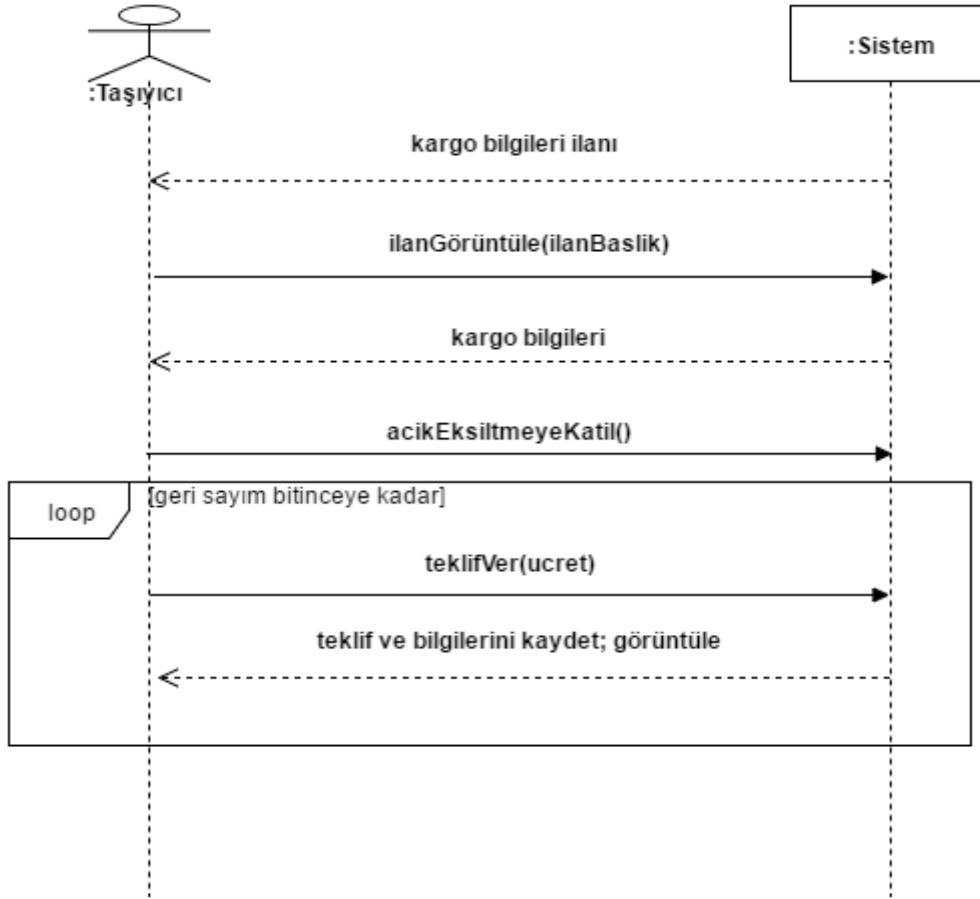 :Taşıyıcı
:Sistem
kargo bilgileri ilanı
ilanGörüntüle(ilanBaslik)
kargo bilgileri
acikEksiltmeyeKatil()
loop
[geri sayım bitinceye kadar]
teklifVer(ucret)
teklif ve bilgilerini kaydet; görüntüle